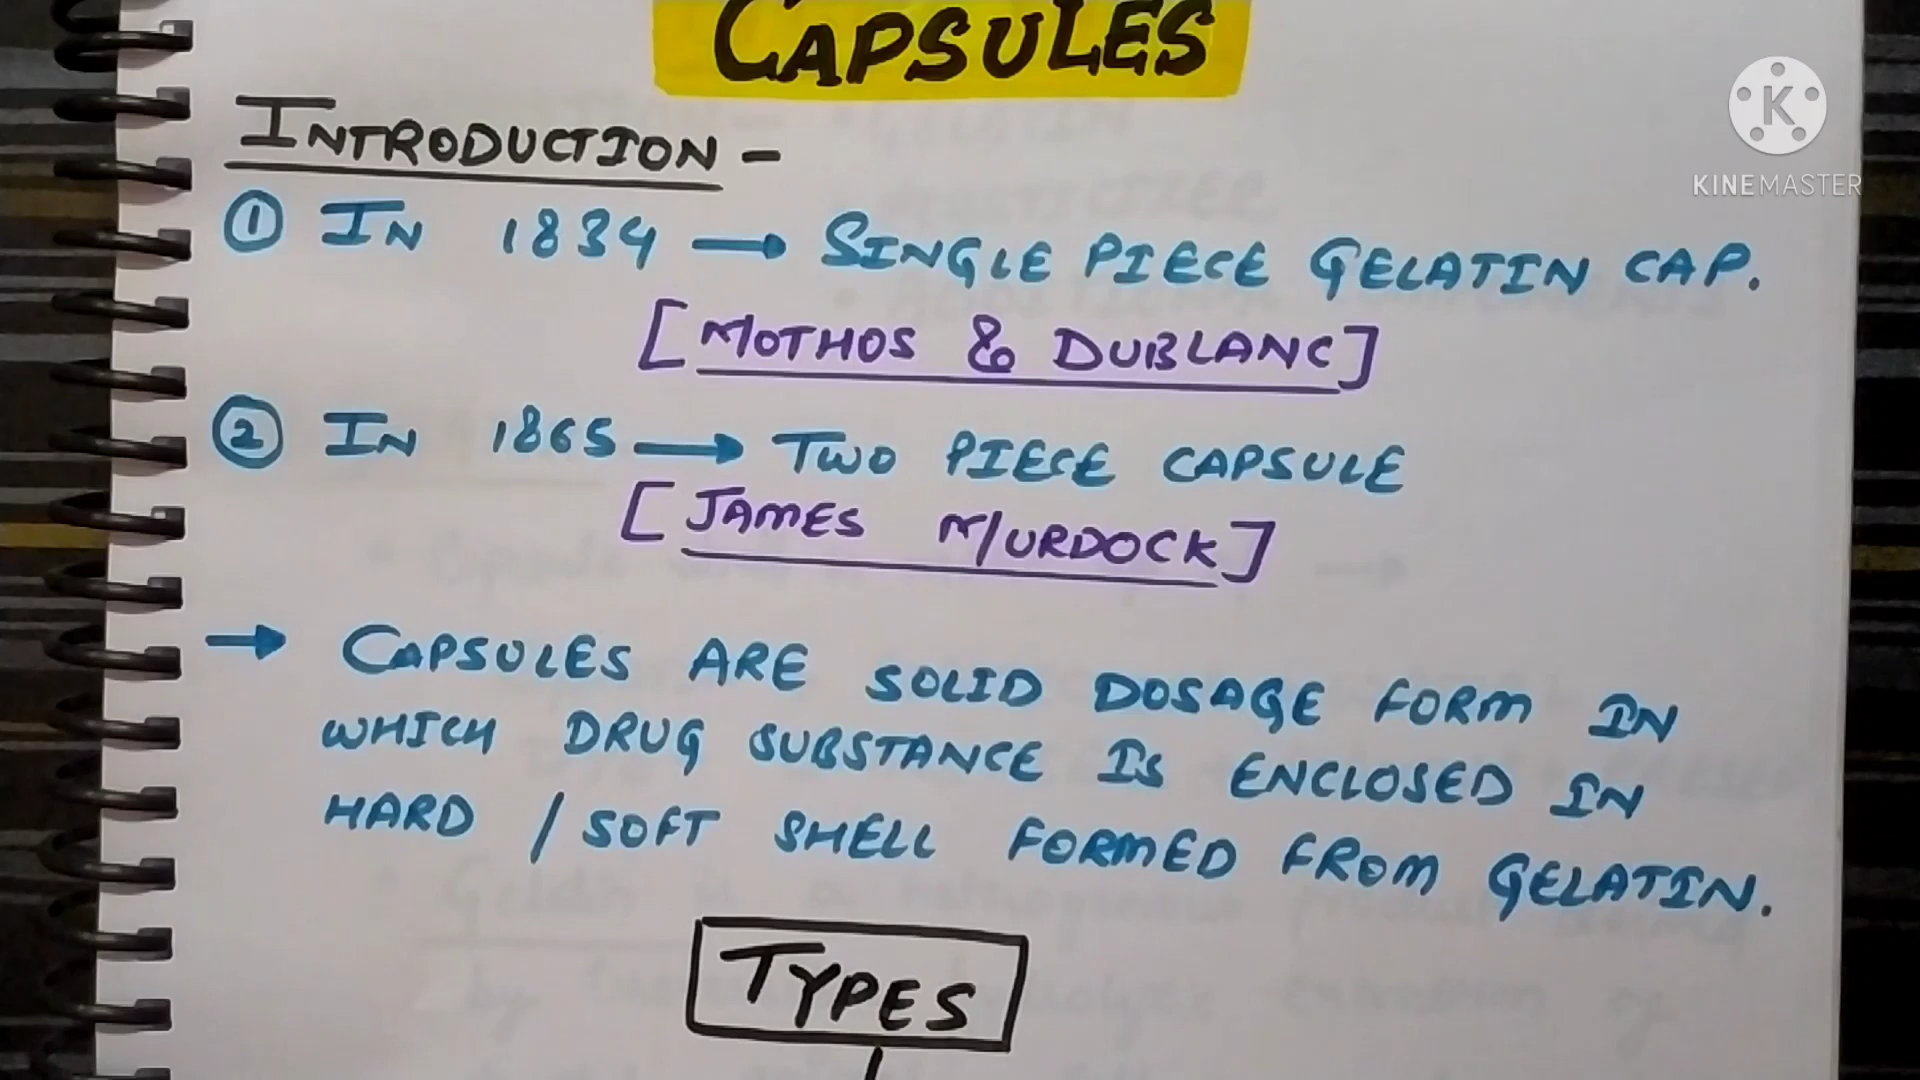 CAPSULES
INTRODUCTION -
① IN 1834 → SINGLE PIECE GELATIN CAP.
[MOTHOS & DUBLANC]
② IN 1865 → TWO PIECE CAPSULE
[JAMES MURDOCK]
→ CAPSULES ARE SOLID DOSAGE FORM IN
WHICH DRUG SUBSTANCE IS ENCLOSED IN
HARD / SOFT SHELL FORMED FROM GELATIN.
TYPES
K
KINEMASTER